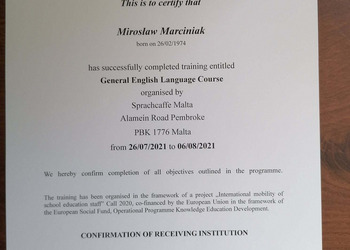 This is to certify that
Mirosław Marciniak
born on 26/02/1974
has successfully completed training entitled
General English Language Course
organised by
Sprachcaffe Malta
Alamein Road Pembroke
PBK 1776 Malta
from 26/07/2021 to 06/08/2021
We hereby confirm completion of all objectives outlined in the programme.
The training has been organised in the framework of a project „International mobility of
school education staff" Call 2020, co-financed by the European Union in the framework of
the European Social Fund, Operational Programme Knowledge Education Development.
CONFIRMATION OF RECEIVING INSTITUTION